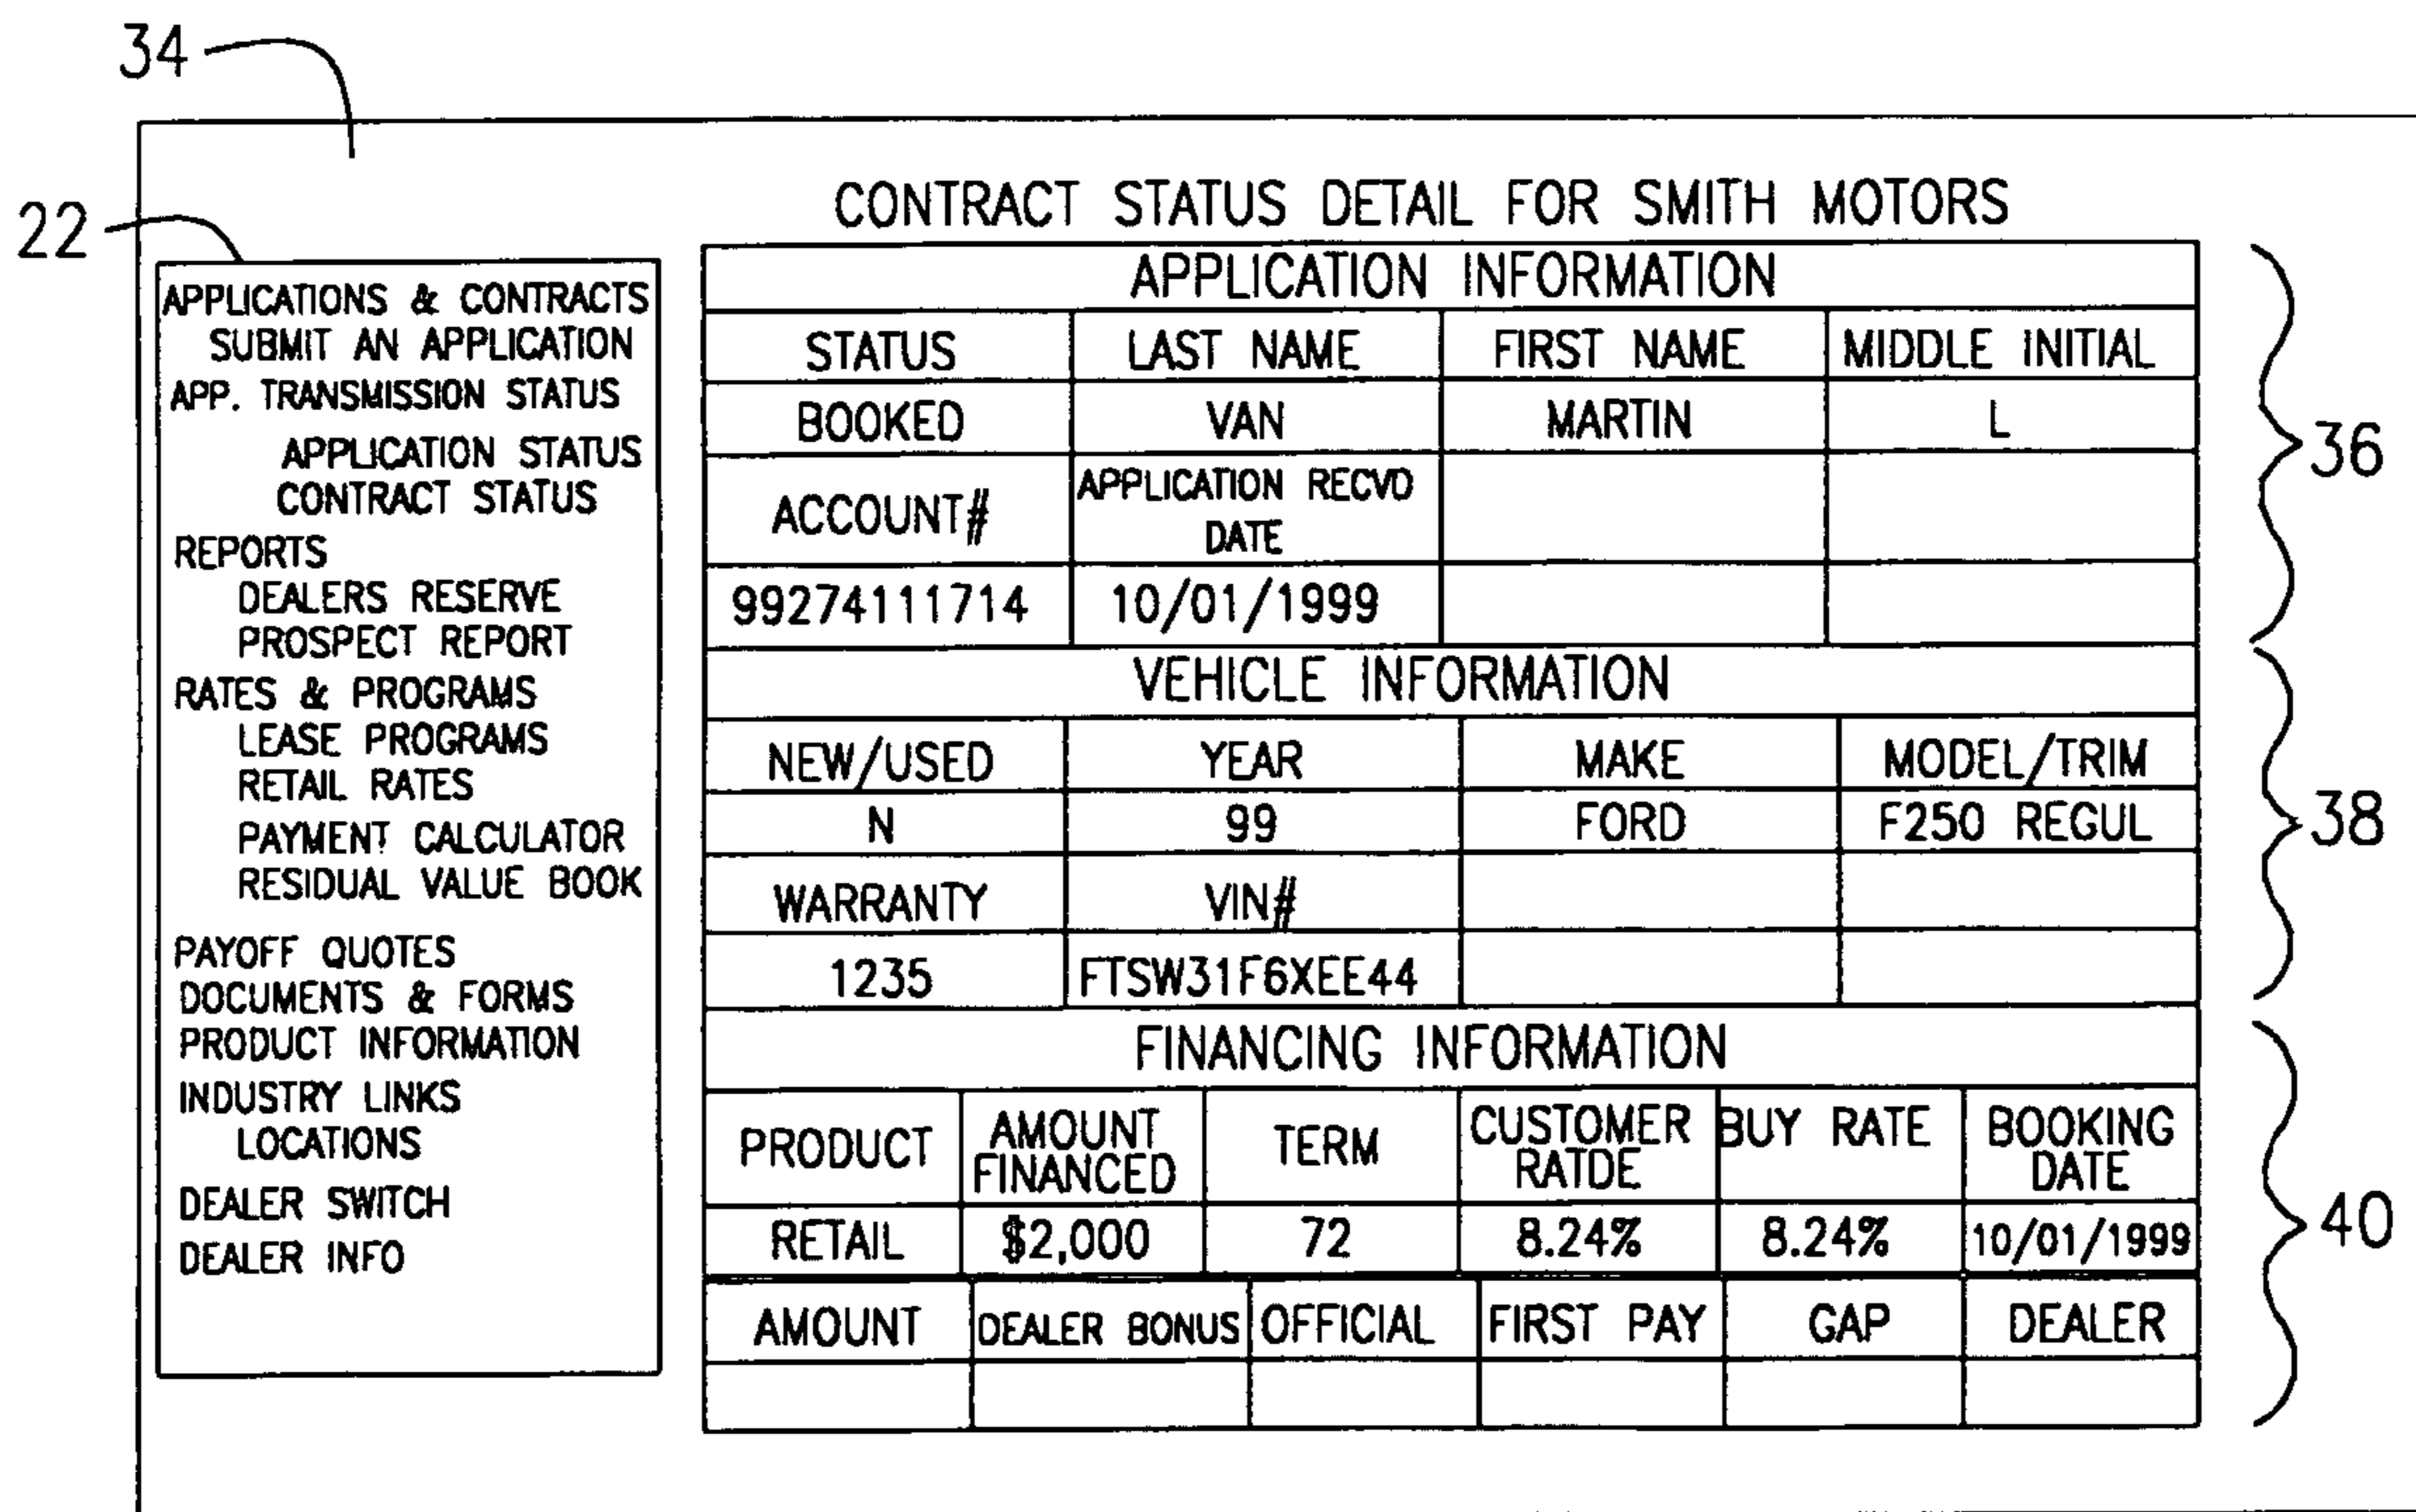 34
22
CONTRACT STATUS DETAIL FOR SMITH MOTORS
APPLICATIONS & CONTRACTS
SUBMIT AN APPLICATION
APP. TRANSMISSION STATUS
APPLICATION STATUS
CONTRACT STATUS
REPORTS
DEALERS RESERVE
PROSPECT REPORT
RATES & PROGRAMS
LEASE PROGRAMS
RETAIL RATES
PAYMENT CALCULATOR
RESIDUAL VALUE BOOK
PAYOFF QUOTES
DOCUMENTS & FORMS
PRODUCT INFORMATION
INDUSTRY LINKS
LOCATIONS
DEALER SWITCH
DEALER INFO
APPLICATION INFORMATION
STATUS LAST NAME FIRST NAME MIDDLE INITIAL
BOOKED VAN MARTIN L
ACCOUNT# APPLICATION RECVD DATE
99274111714 10/01/1999
36
VEHICLE INFORMATION
NEW/USED YEAR MAKE MODEL/TRIM
N 99 FORD F250 REGUL
WARRANTY VIN#
1235 FTSW31F6XEE44
38
FINANCING INFORMATION
PRODUCT AMOUNT FINANCED TERM CUSTOMER RATDE BUY RATE BOOKING DATE
RETAIL $2,000 72 8.24% 8.24% 10/01/1999
AMOUNT DEALER BONUS OFFICIAL FIRST PAY GAP DEALER
40